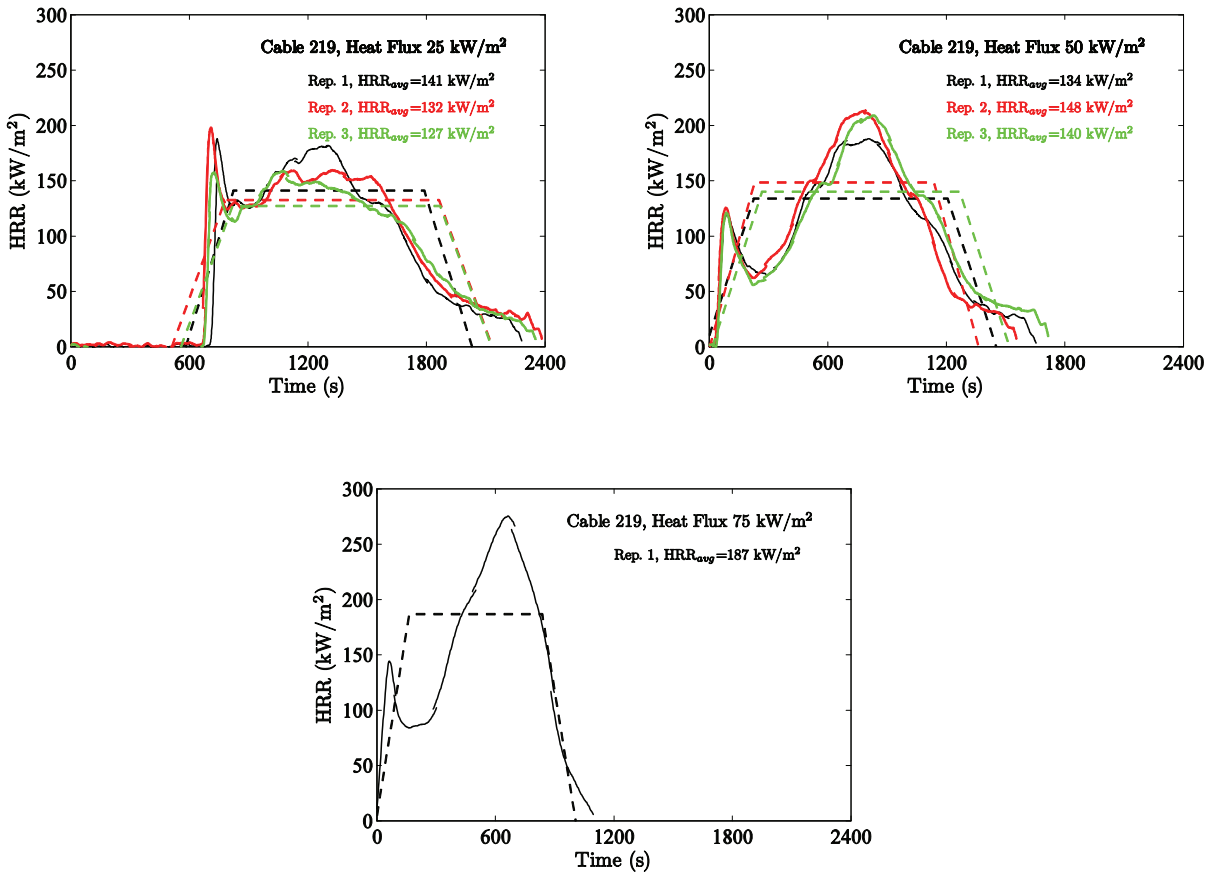 300
250
200
150
100
50
0
HRR (kW/m²)
0 600 1200 1800 2400
Time (s)
Cable 219, Heat Flux 25 kW/m²
Rep. 1, HRRavg=141 kW/m²
Rep. 2, HRRavg=132 kW/m²
Rep. 3, HRRavg=127 kW/m²
300
250
200
150
100
50
0
HRR (kW/m²)
0 600 1200 1800 2400
Time (s)
Cable 219, Heat Flux 50 kW/m²
Rep. 1, HRRavg=134 kW/m²
Rep. 2, HRRavg=148 kW/m²
Rep. 3, HRRavg=140 kW/m²
300
250
200
150
100
50
0
HRR (kW/m²)
0 600 1200 1800 2400
Time (s)
Cable 219, Heat Flux 75 kW/m²
Rep. 1, HRRavg=187 kW/m²